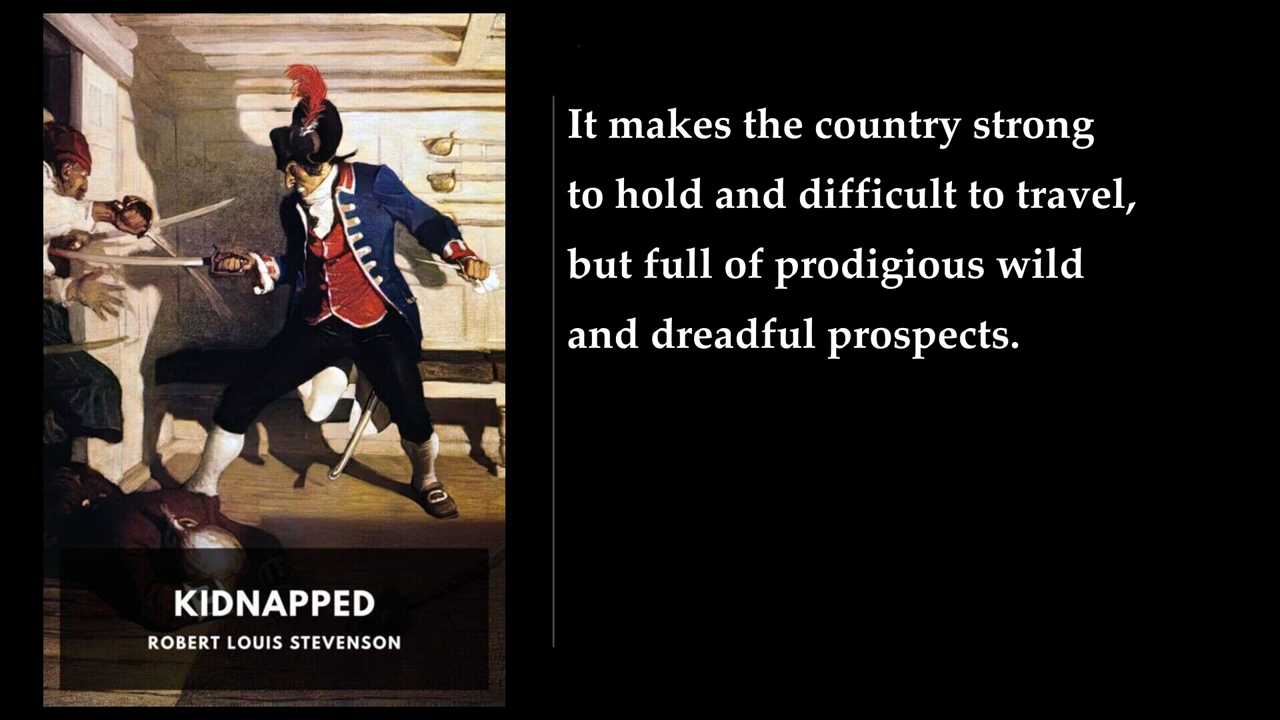 It makes the country strong
to hold and difficult to travel,
but full of prodigious wild
and dreadful prospects.
KIDNAPPED
ROBERT LOUIS STEVENSON